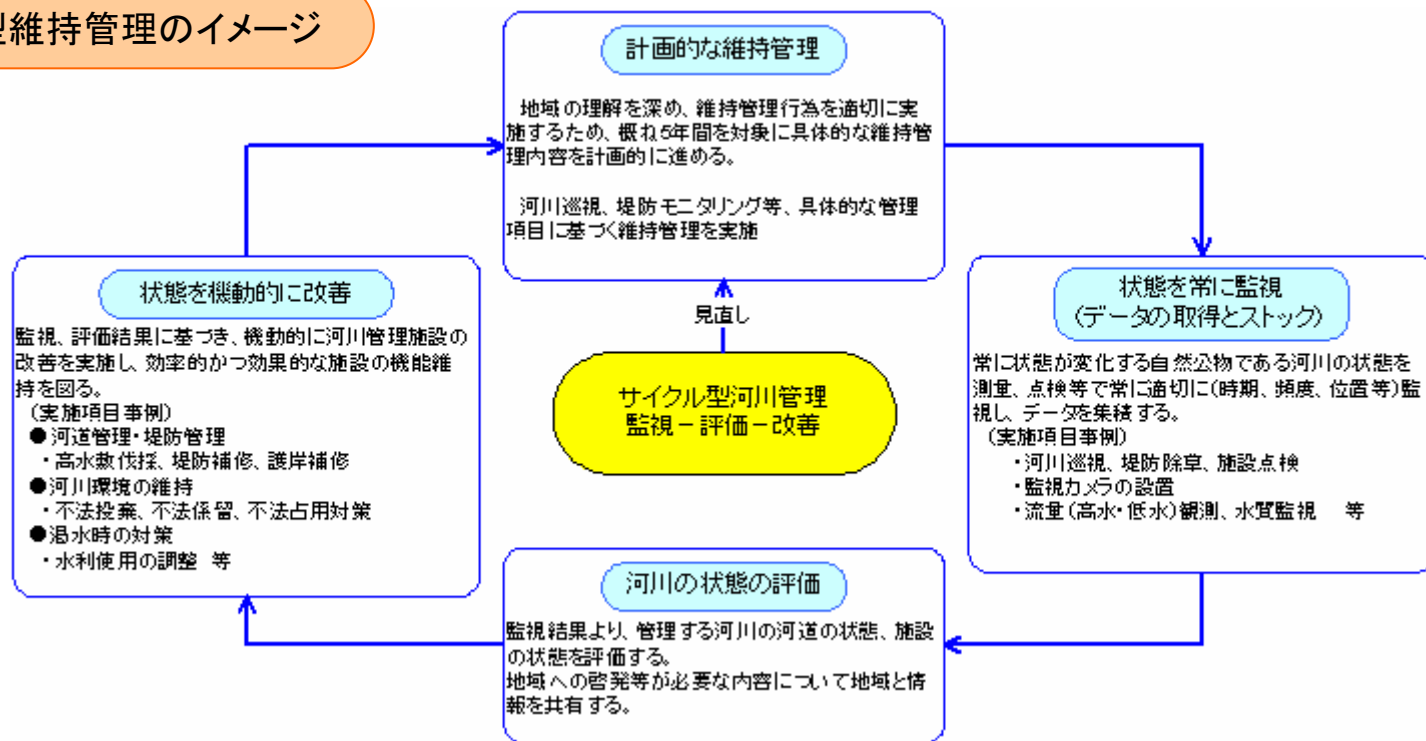 型維持管理のイメージ
計画的な維持管理
地域の理解を深め、維持管理行為を適切に実
施するため、概ね5年間を対象に具体的な維持管
理内容を計画的に進める。
河川巡視、堤防モニタリング等、具体的な管理
項目に基づく維持管理を実施
状態を常に監視
(データの取得とストック)
常に状態が変化する自然公物である河川の状態を
測量、点検等で常に適切に(時期、頻度、位置等)監
視し、データを集積する。
(実施項目事例)
・河川巡視、堤防除草、施設点検
・監視カメラの設置
・流量(高水・低水)観測、水質監視　等
河川の状態の評価
監視結果より、管理する河川の河道の状態、施設
の状態を評価する。
地域への啓発等が必要な内容について地域と情
報を共有する。
状態を機動的に改善
監視、評価結果に基づき、機動的に河川管理施設の
改善を実施し、効率的かつ効果的な施設の機能維
持を図る。
(実施項目事例)
●河道管理・堤防管理
・高水敷伐採、堤防補修、護岸補修
●河川環境の維持
・不法投棄、不法係留、不法占用対策
●渇水時の対策
・水利使用の調整　等
見直し
サイクル型河川管理
監視－評価－改善